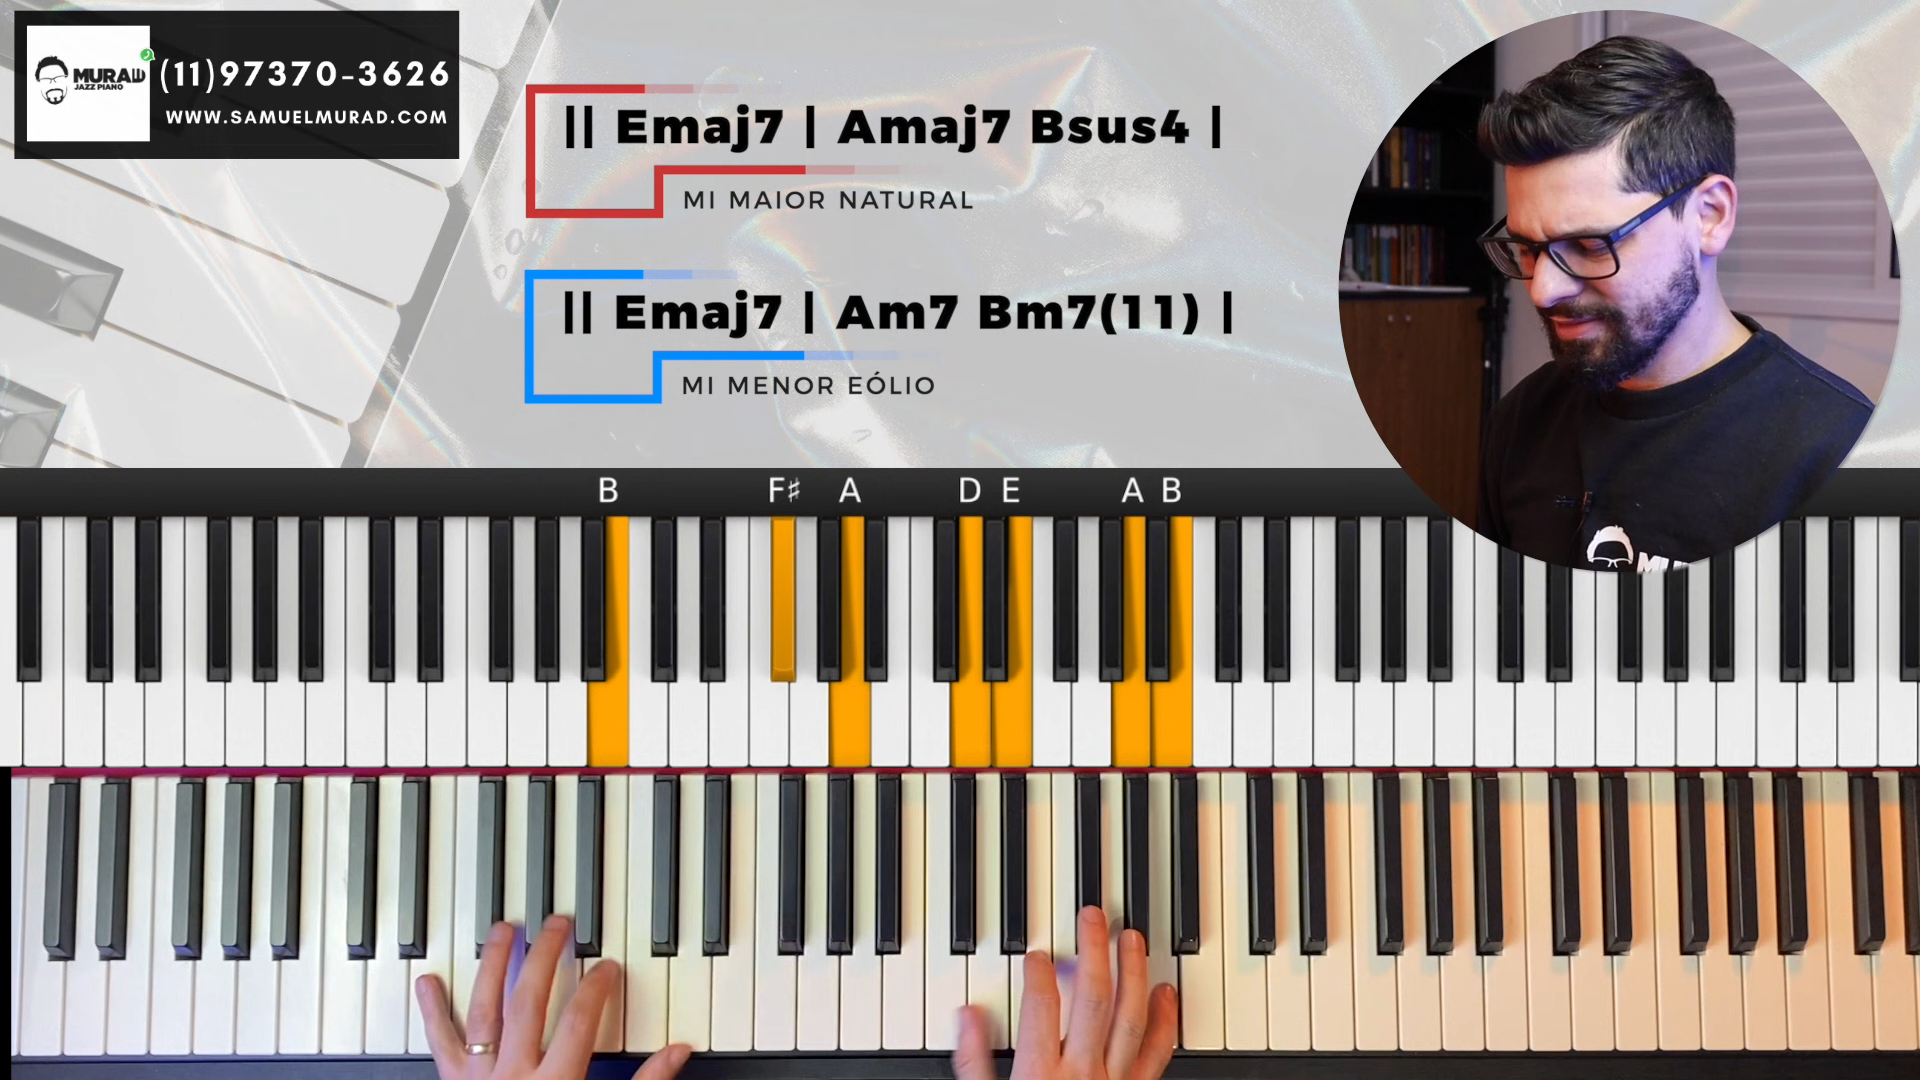 MURAD
JAZZ PIANO
(11)97370-3626
WWW.SAMUELMURAD.COM
|| Emaj7 | Amaj7 Bsus4 |
MI MAIOR NATURAL
|| Emaj7 | Am7 Bm7(11) |
MI MENOR EÓLIO
B F♯ A D E A B